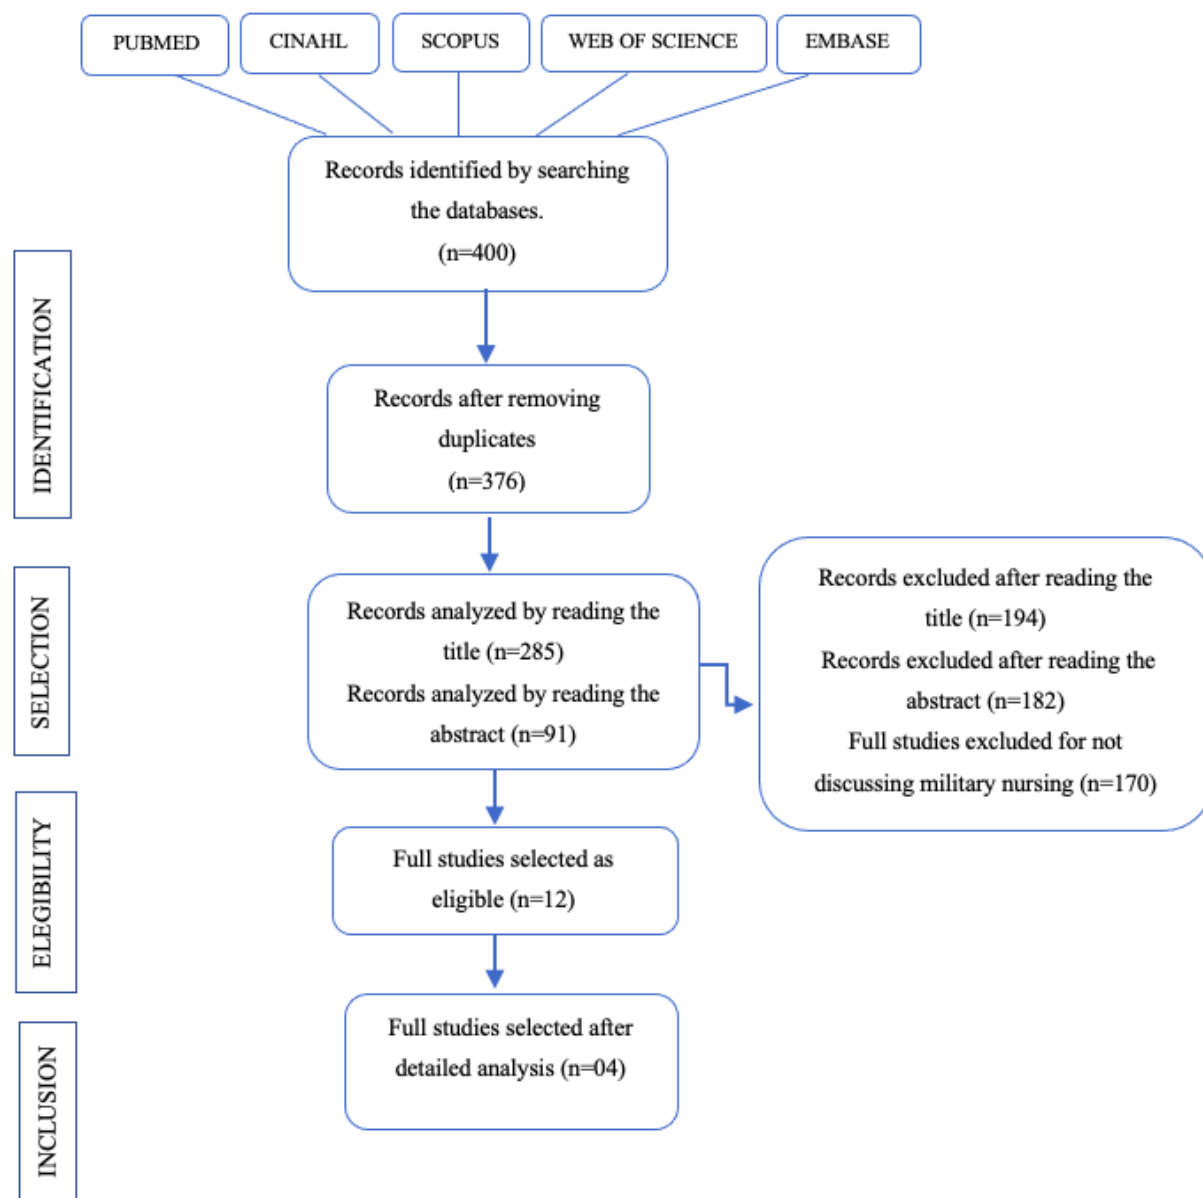 PUBMED
CINAHL
SCOPUS
WEB OF SCIENCE
EMBASE
Records identified by searching
the databases.
(n=400)
IDENTIFICATION
Records after removing
duplicates
(n=376)
SELECTION
Records analyzed by reading the
title (n=285)
Records analyzed by reading the
abstract (n=91)
Records excluded after reading the
title (n=194)
Records excluded after reading the
abstract (n=182)
Full studies excluded for not
discussing military nursing (n=170)
ELEGIBILITY
Full studies selected as
eligible (n=12)
INCLUSION
Full studies selected after
detailed analysis (n=04)